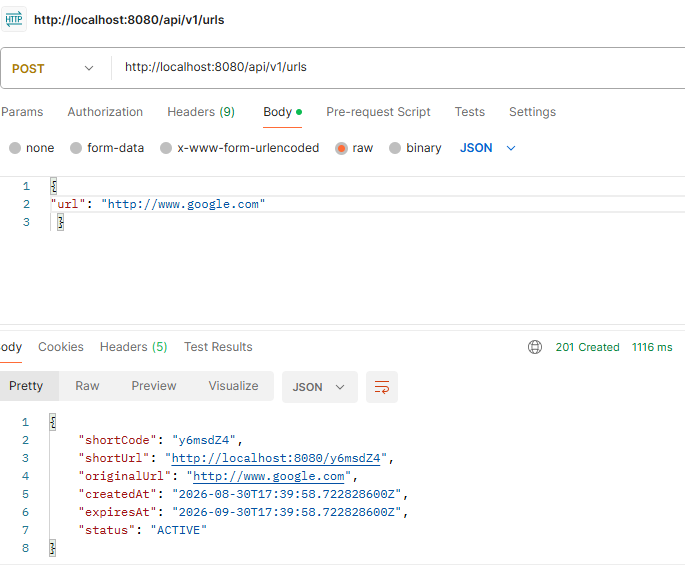 HTTP http://localhost:8080/api/v1/urls
POST http://localhost:8080/api/v1/urls
Params Authorization Headers (9) Body Pre-request Script Tests Settings
none form-data x-www-form-urlencoded raw binary JSON
1 {
2 "url": "http://www.google.com"
3 }
ody Cookies Headers (5) Test Results 201 Created 1116 ms
Pretty Raw Preview Visualize JSON
1 {
2 "shortCode": "y6msdZ4",
3 "shortUrl": "http://localhost:8080/y6msdZ4",
4 "originalUrl": "http://www.google.com",
5 "createdAt": "2026-08-30T17:39:58.722828600Z",
6 "expiresAt": "2026-09-30T17:39:58.722828600Z",
7 "status": "ACTIVE"
8 }